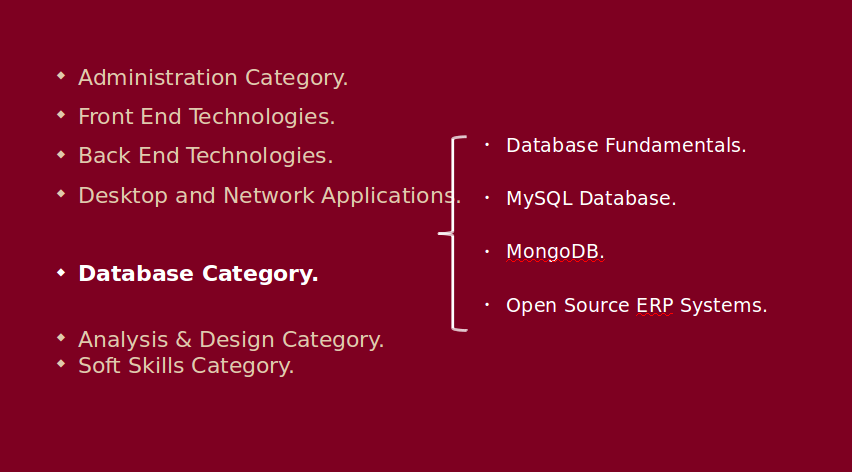 Administration Category.
Front End Technologies.
Back End Technologies.
Desktop and Network Applications.
Database Category.
Analysis & Design Category.
Soft Skills Category.
Database Fundamentals.
MySQL Database.
MongoDB.
Open Source ERP Systems.